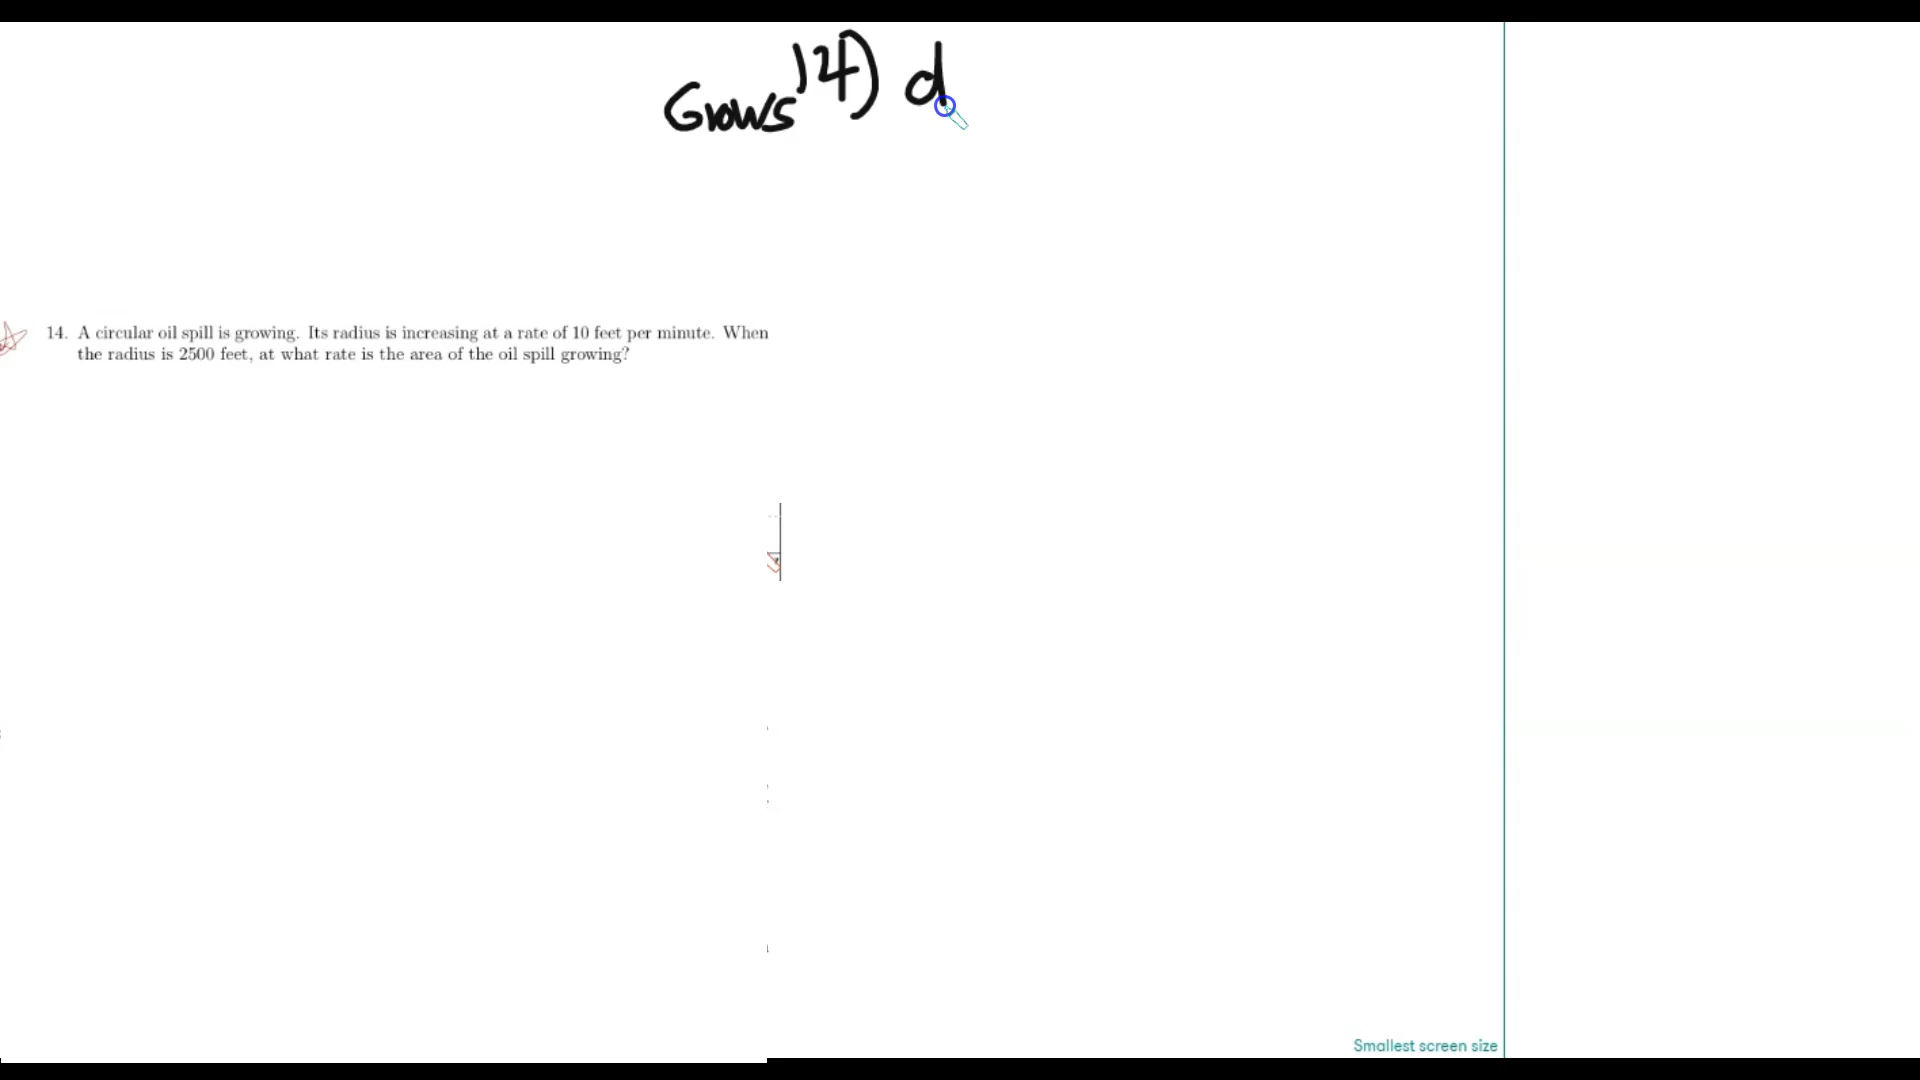 Grows 14) d
14. A circular oil spill is growing. Its radius is increasing at a rate of 10 feet per minute. When
the radius is 2500 feet, at what rate is the area of the oil spill growing?
Smallest screen size